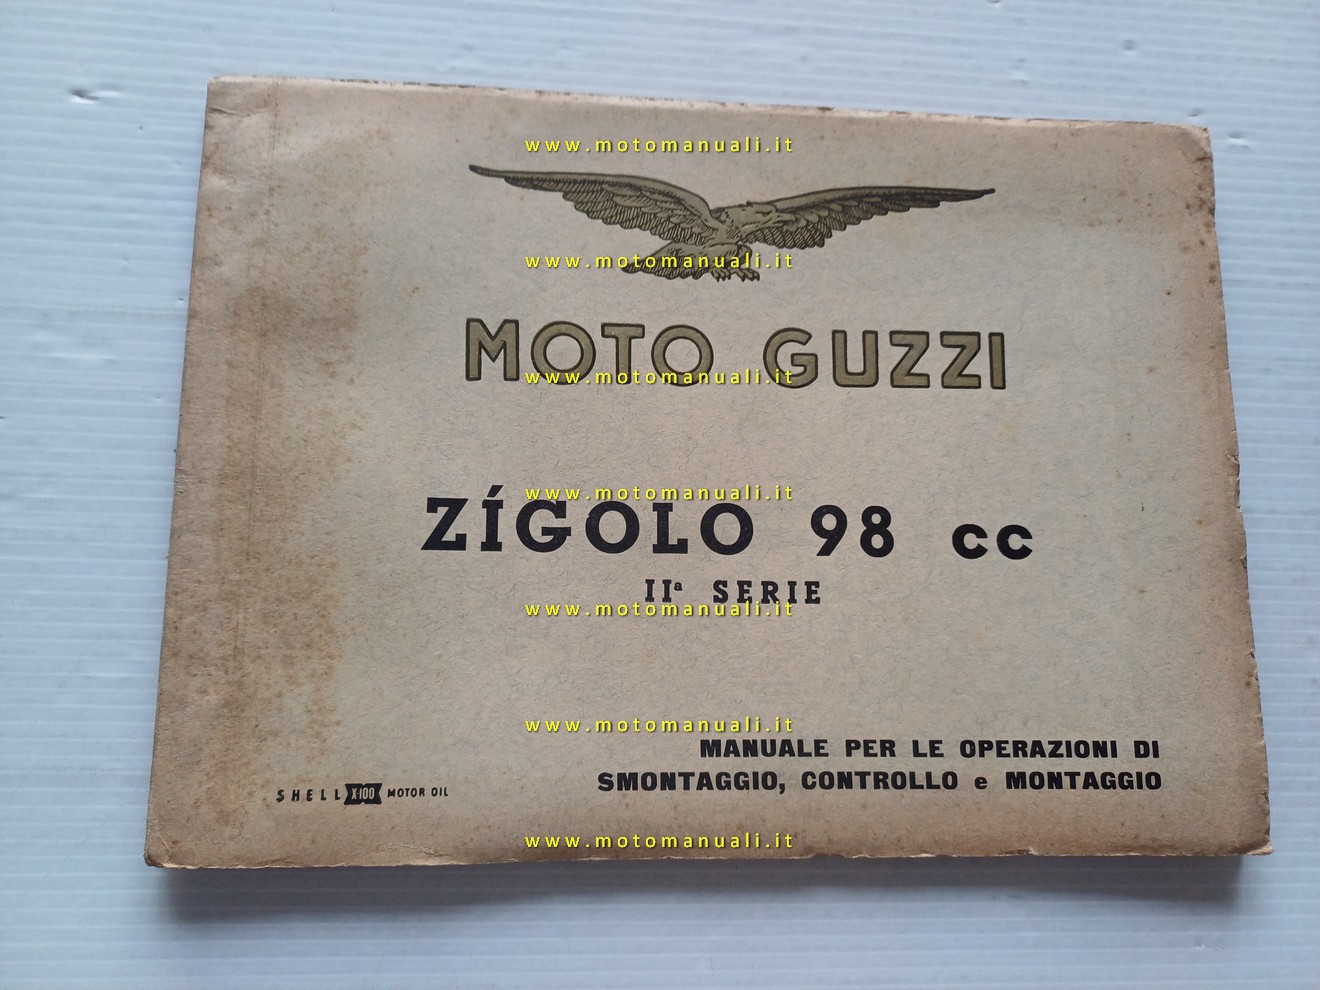 www.motomanuali.it
www.motomanuali.it
MOTO GUZZI
www.motomanuali.it
www.motomanuali.it
ZÍGOLO 98 cc
IIª SERIE
www.motomanuali.it
www.motomanuali.it
MANUALE PER LE OPERAZIONI DI
SMONTAGGIO, CONTROLLO e MONTAGGIO
SHELL X-100 MOTOR OIL
www.motomanuali.it